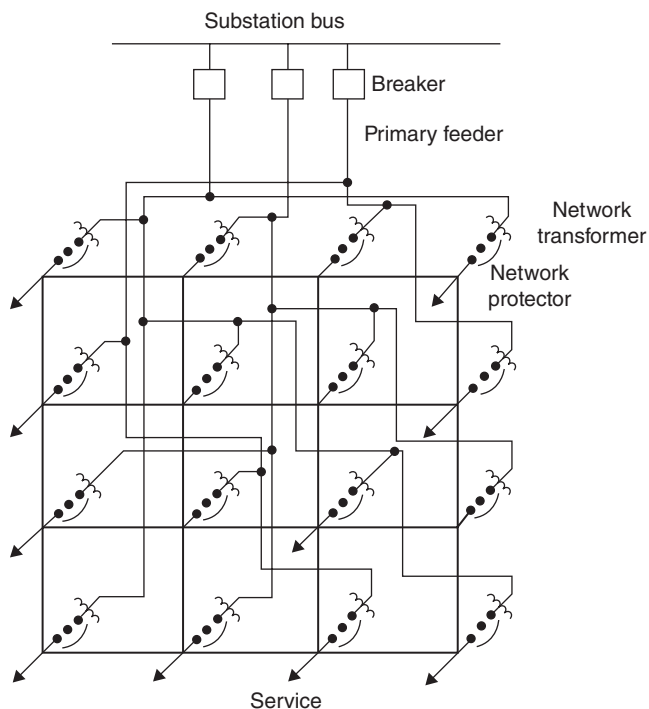 Substation bus
Breaker
Primary feeder
Network
transformer
Network
protector
Service